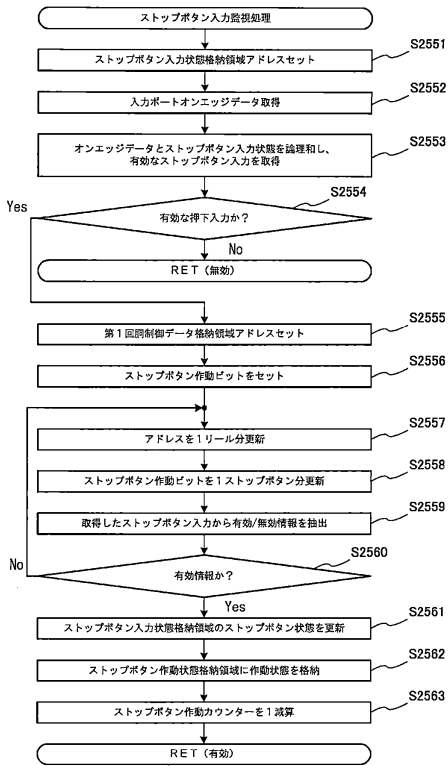 ストップボタン入力監視処理
S2551
ストップボタン入力状態格納領域アドレスセット
S2552
入力ポートオンエッジデータ取得
S2553
オンエッジデータとストップボタン入力状態を論理和し、
有効なストップボタン入力を取得
S2554
有効な押下入力か?
Yes
No
RET(無効)
S2555
第1回胴制御データ格納領域アドレスセット
S2556
ストップボタン作動ビットをセット
S2557
アドレスを1リール分更新
S2558
ストップボタン作動ビットを1ストップボタン分更新
S2559
取得したストップボタン入力から有効/無効情報を抽出
S2560
有効情報か?
No
Yes
S2561
ストップボタン入力状態格納領域のストップボタン状態を更新
S2562
ストップボタン作動状態格納領域に作動状態を格納
S2563
ストップボタン作動カウンターを1減算
RET(有効)